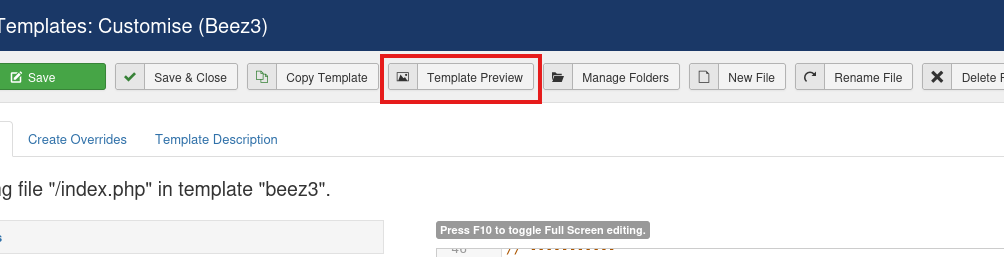 Templates: Customise (Beez3)
Save Save & Close Copy Template Template Preview Manage Folders New File Rename File Delete
Create Overrides Template Description
file "/index.php" in template "beez3".
Press F10 to toggle Full Screen editing.
// -----------